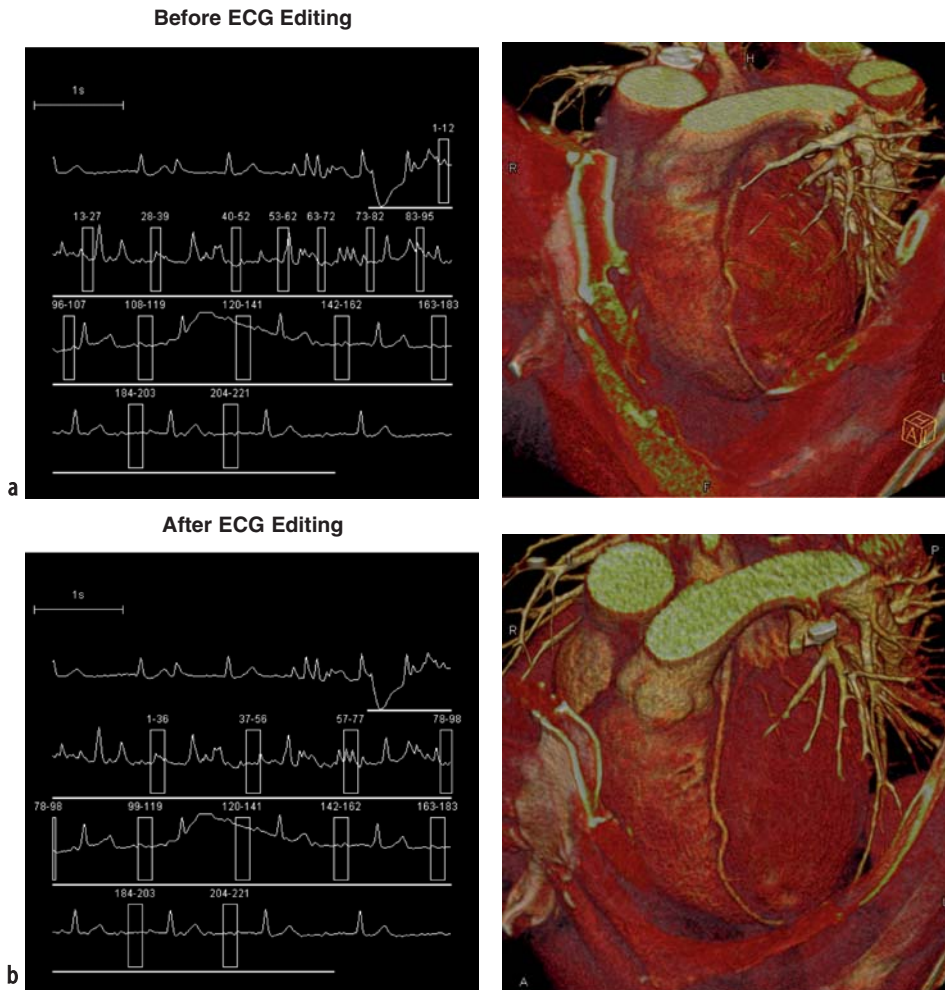 Before ECG Editing
1s
1-12
13-27 28-39 40-52 53-62 63-72 73-82 83-95
96-107 108-119 120-141 142-162 163-183
184-203 204-221
a
H
R
F
H
A L
After ECG Editing
1s
1-36 37-56 57-77 78-98
78-98 99-119 120-141 142-162 163-183
184-203 204-221
b
P
R
A